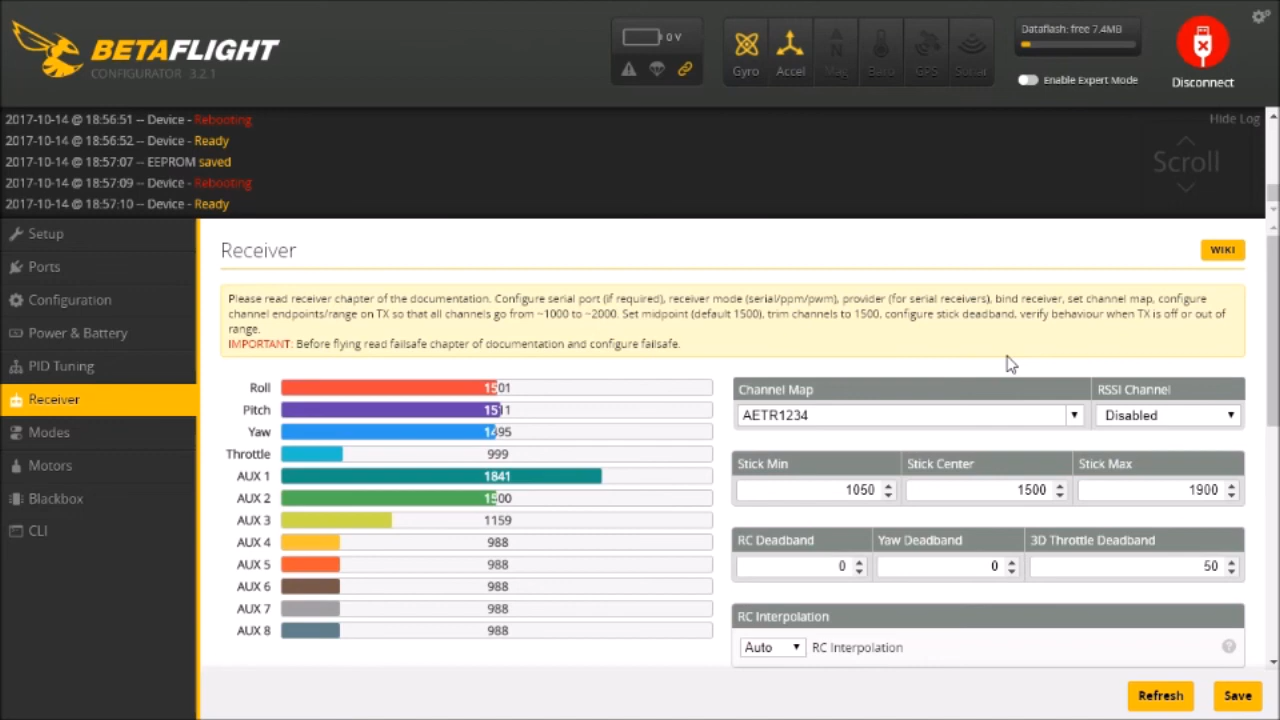 BETAFLIGHT
CONFIGURATOR 3.2.1
0 V
Gyro
Accel
Mag
Baro
GPS
Sonar
Dataflash: free 7.4MB
Enable Expert Mode
Disconnect
2017-10-14 @ 18:56:51 -- Device - Rebooting
2017-10-14 @ 18:56:52 -- Device - Ready
2017-10-14 @ 18:57:07 -- EEPROM saved
2017-10-14 @ 18:57:09 -- Device - Rebooting
2017-10-14 @ 18:57:10 -- Device - Ready
Hide Log
Scroll
Setup
Ports
Configuration
Power & Battery
PID Tuning
Receiver
Modes
Motors
Blackbox
CLI
Receiver
WIKI
Please read receiver chapter of the documentation. Configure serial port (if required), receiver mode (serial/ppm/pwm), provider (for serial receivers), bind receiver, set channel map, configure
channel endpoints/range on TX so that all channels go from ~1000 to ~2000. Set midpoint (default 1500), trim channels to 1500, configure stick deadband, verify behaviour when TX is off or out of
range.
IMPORTANT: Before flying read failsafe chapter of documentation and configure failsafe.
Roll 1501
Pitch 1511
Yaw 1495
Throttle 999
AUX 1 1841
AUX 2 1500
AUX 3 1159
AUX 4 988
AUX 5 988
AUX 6 988
AUX 7 988
AUX 8 988
Channel Map RSSI Channel
AETR1234 Disabled
Stick Min Stick Center Stick Max
1050 1500 1900
RC Deadband Yaw Deadband 3D Throttle Deadband
0 0 50
RC Interpolation
Auto RC Interpolation ?
Refresh Save